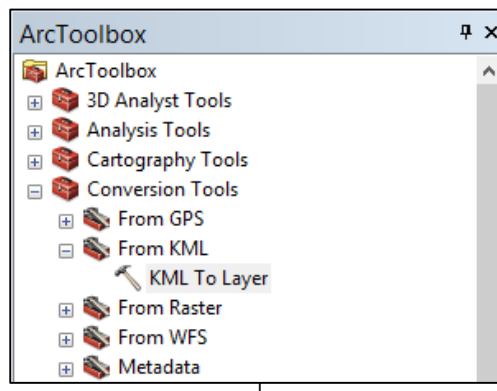 ArcToolbox
ArcToolbox
3D Analyst Tools
Analysis Tools
Cartography Tools
Conversion Tools
From GPS
From KML
KML To Layer
From Raster
From WFS
Metadata